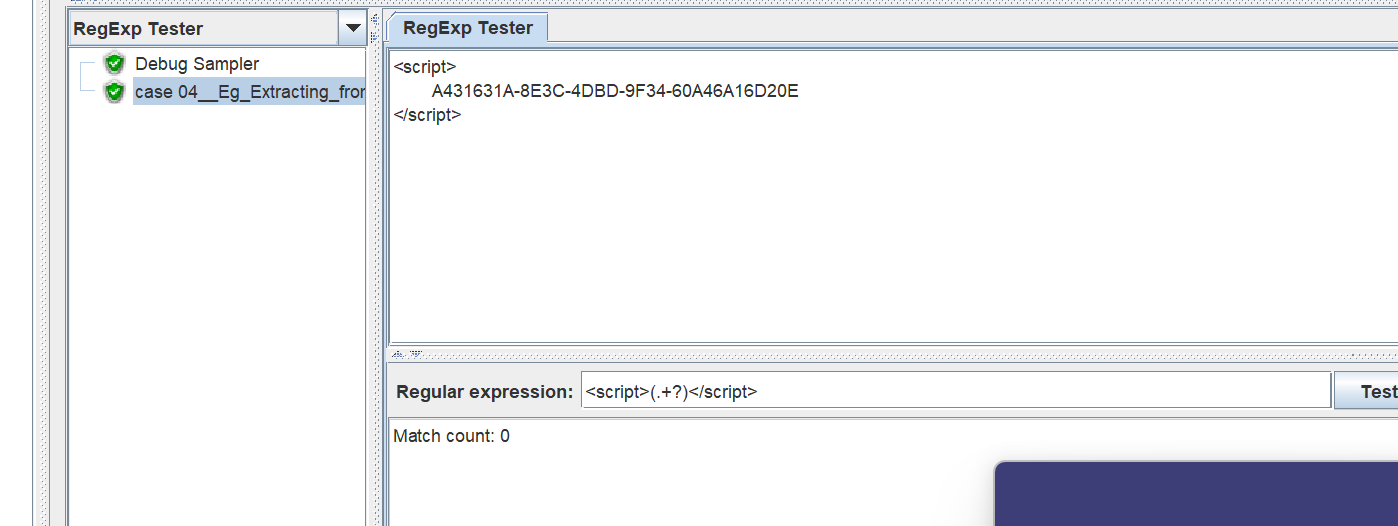 RegExp Tester
Debug Sampler
case 04__Eg_Extracting_fror
RegExp Tester
<script>
A431631A-8E3C-4DBD-9F34-60A46A16D20E
</script>
Regular expression: <script>(.+?)</script> Test
Match count: 0